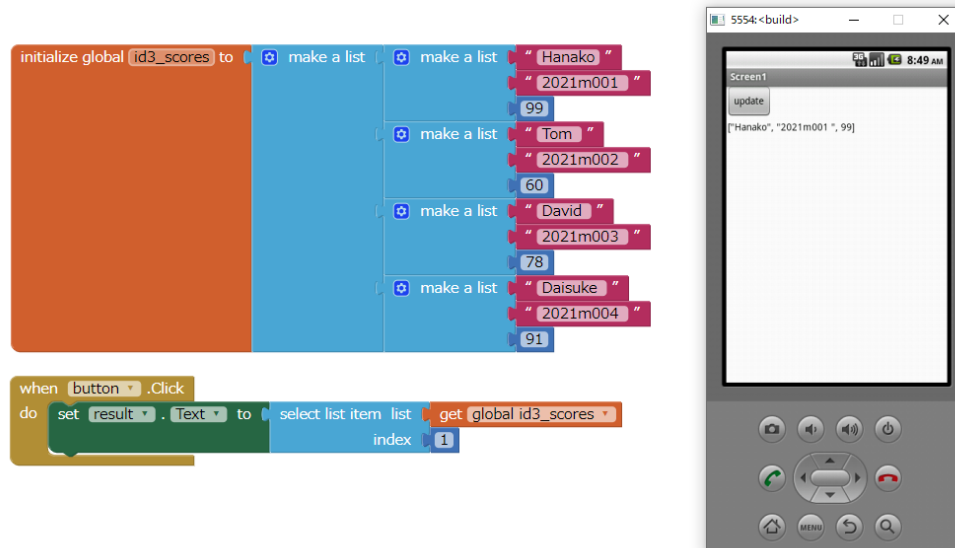 initialize global id3_scores to make a list make a list " Hanako "
" 2021m001 "
99
make a list " Tom "
" 2021m002 "
60
make a list " David "
" 2021m003 "
78
make a list " Daisuke "
" 2021m004 "
91
when button .Click
do set result . Text to select list item list get global id3_scores
index 1
5554:<build>
3G 8:49 AM
Screen1
update
["Hanako", "2021m001 ", 99]
MENU